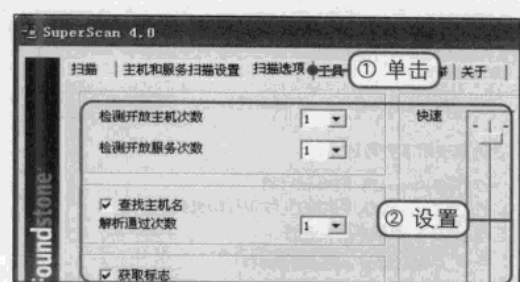 SuperScan 4.0
扫描 主机和服务扫描设置 扫描选项 工具 ① 单击 关于
检测开放主机次数 1 快速
检测开放服务次数 1
查找主机名
解析通过次数 1 ② 设置
获取标志
oundstone